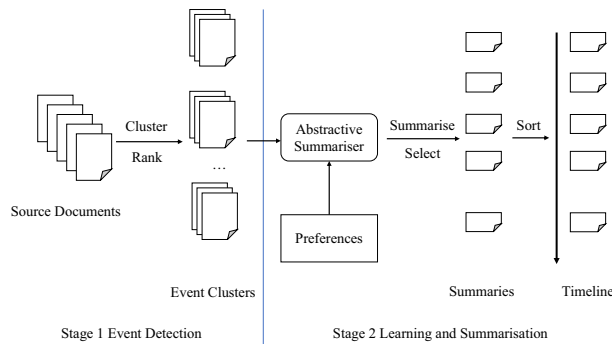 Cluster
Rank
Source Documents
...
Event Clusters
Stage 1 Event Detection
Abstractive
Summariser
Preferences
Summarise
Select
Sort
Summaries
Timeline
Stage 2 Learning and Summarisation